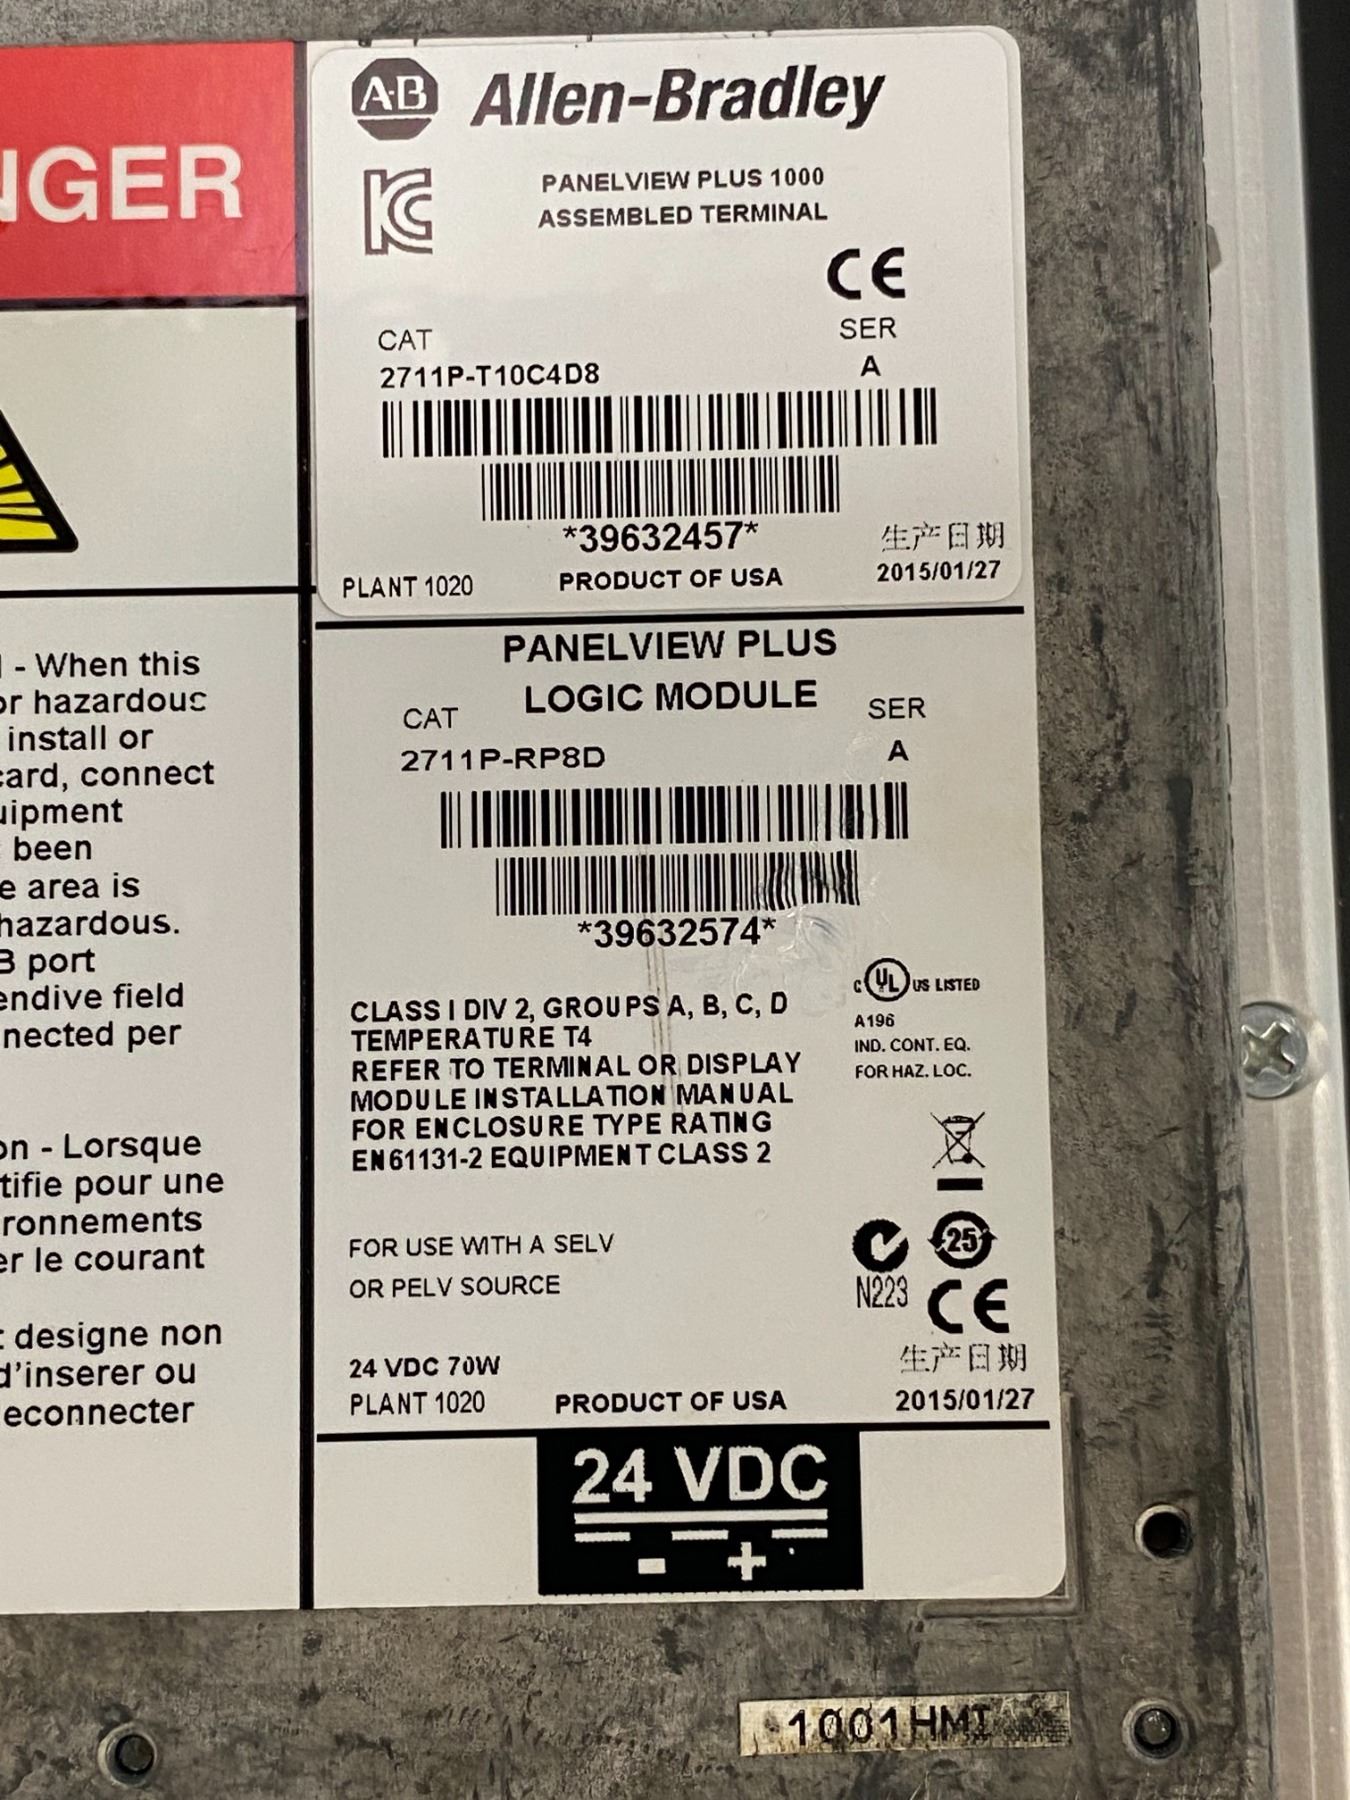 NGER
- When this
or hazardous
install or
card, connect
uipment
been
e area is
hazardous.
B port
endive field
nnected per
on - Lorsque
tifie pour une
ronnements
er le courant
designe non
d'inserer ou
econnecter
A·B Allen-Bradley
KC
PANELVIEW PLUS 1000
ASSEMBLED TERMINAL
CE
CAT SER
2711P-T10C4D8 A
*39632457* 生产日期
PLANT 1020 PRODUCT OF USA 2015/01/27
PANELVIEW PLUS
LOGIC MODULE
CAT SER
2711P-RP8D A
*39632574*
CLASS I DIV 2, GROUPS A, B, C, D
TEMPERATURE T4
REFER TO TERMINAL OR DISPLAY
MODULE INSTALLATION MANUAL
FOR ENCLOSURE TYPE RATING
EN61131-2 EQUIPMENT CLASS 2
C UL US LISTED
A196
IND. CONT. EQ.
FOR HAZ. LOC.
FOR USE WITH A SELV
OR PELV SOURCE
25
N223 CE
24 VDC 70W 生产日期
PLANT 1020 PRODUCT OF USA 2015/01/27
24 VDC
- +
1001HMI